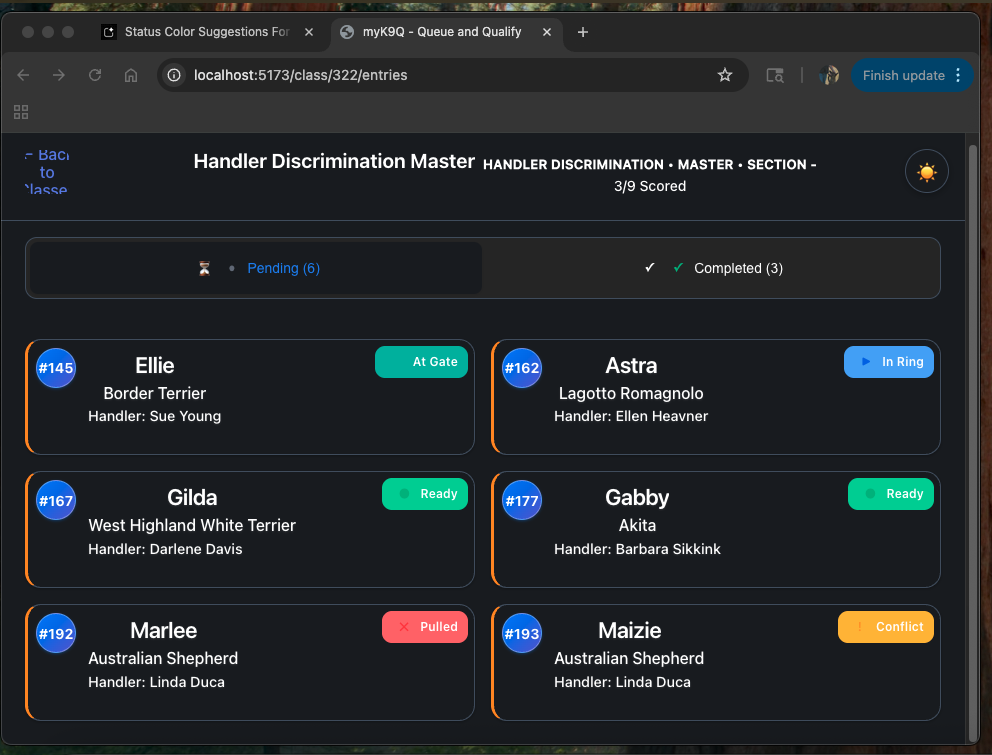 Status Color Suggestions For
myK9Q - Queue and Qualify
localhost:5173/class/322/entries
Finish update
Back
to
Classe
Handler Discrimination Master HANDLER DISCRIMINATION • MASTER • SECTION -
3/9 Scored
Pending (6)
✓ ✓ Completed (3)
#145
Ellie
At Gate
Border Terrier
Handler: Sue Young
#162
Astra
In Ring
Lagotto Romagnolo
Handler: Ellen Heavner
#167
Gilda
Ready
West Highland White Terrier
Handler: Darlene Davis
#177
Gabby
Ready
Akita
Handler: Barbara Sikkink
#192
Marlee
Pulled
Australian Shepherd
Handler: Linda Duca
#193
Maizie
Conflict
Australian Shepherd
Handler: Linda Duca